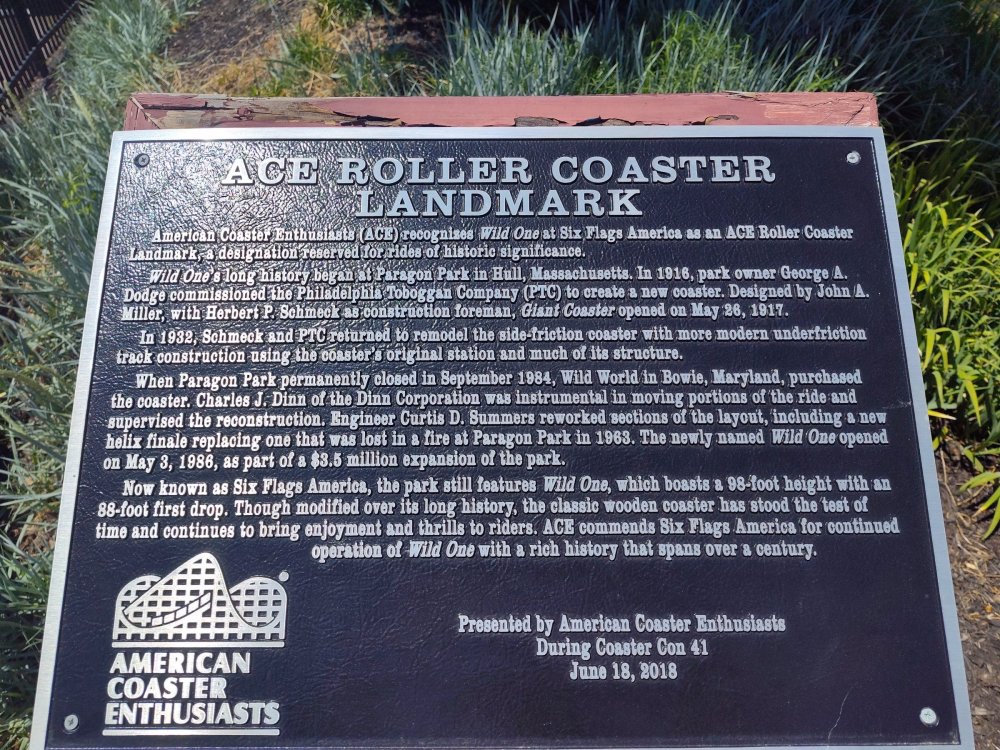 ACE ROLLER COASTER
LANDMARK
American Coaster Enthusiasts (ACE) recognizes Wild One at Six Flags America as an ACE Roller Coaster
Landmark, a designation reserved for rides of historic significance.
Wild One's long history began at Paragon Park in Hull, Massachusetts. In 1916, park owner George A.
Dodge commissioned the Philadelphia Toboggan Company (PTC) to create a new coaster. Designed by John A.
Miller, with Herbert P. Schmeck as construction foreman, Giant Coaster opened on May 26, 1917.
In 1932, Schmeck and PTC returned to remodel the side-friction coaster with more modern underfriction
track construction using the coaster's original station and much of its structure.
When Paragon Park permanently closed in September 1984, Wild World in Bowie, Maryland, purchased
the coaster. Charles J. Dinn of the Dinn Corporation was instrumental in moving portions of the ride and
supervised the reconstruction. Engineer Curtis D. Summers reworked sections of the layout, including a new
helix finale replacing one that was lost in a fire at Paragon Park in 1963. The newly named Wild One opened
on May 3, 1986, as part of a $3.5 million expansion of the park.
Now known as Six Flags America, the park still features Wild One, which boasts a 98-foot height with an
88-foot first drop. Though modified over its long history, the classic wooden coaster has stood the test of
time and continues to bring enjoyment and thrills to riders. ACE commends Six Flags America for continued
operation of Wild One with a rich history that spans over a century.
Presented by American Coaster Enthusiasts
During Coaster Con 41
June 18, 2018
AMERICAN
COASTER
ENTHUSIASTS